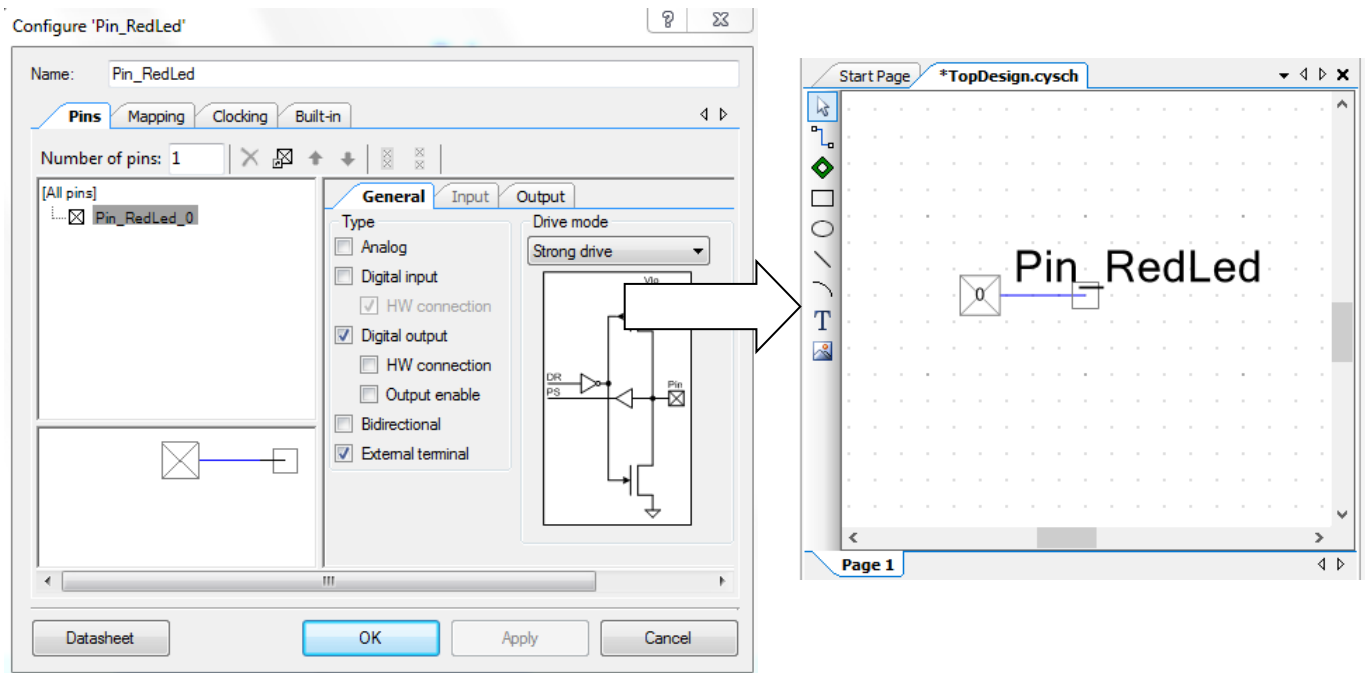 Configure 'Pin_RedLed'
Name: Pin_RedLed
Pins Mapping Clocking Built-in
Number of pins: 1
[All pins]
Pin_RedLed_0
General Input Output
Type
Analog
Digital input
HW connection
Digital output
HW connection
Output enable
Bidirectional
External terminal
Drive mode
Strong drive
DR
PS
Pin
Datasheet OK Apply Cancel
Start Page *TopDesign.cysch
T
Pin_RedLed
0
Page 1